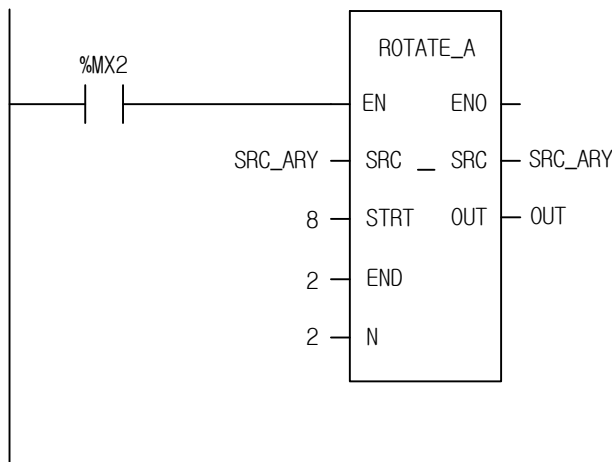 ROTATE_A
%MX2
EN ENO
SRC_ARY SRC _ SRC SRC_ARY
8 STRT OUT OUT
2 END
2 N